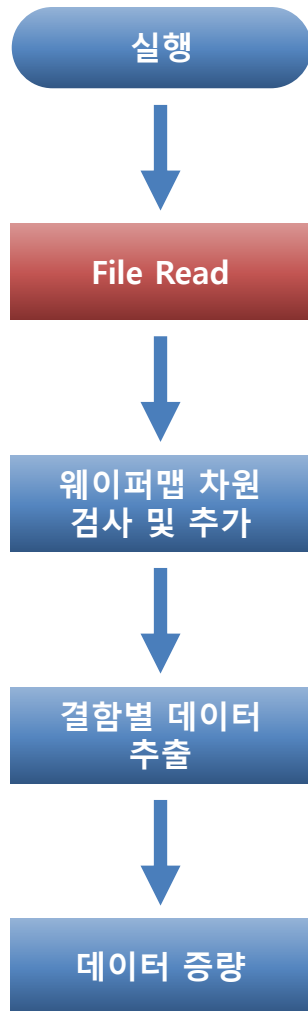 실행
File Read
웨이퍼맵 차원
검사 및 추가
결함별 데이터
추출
데이터 증량